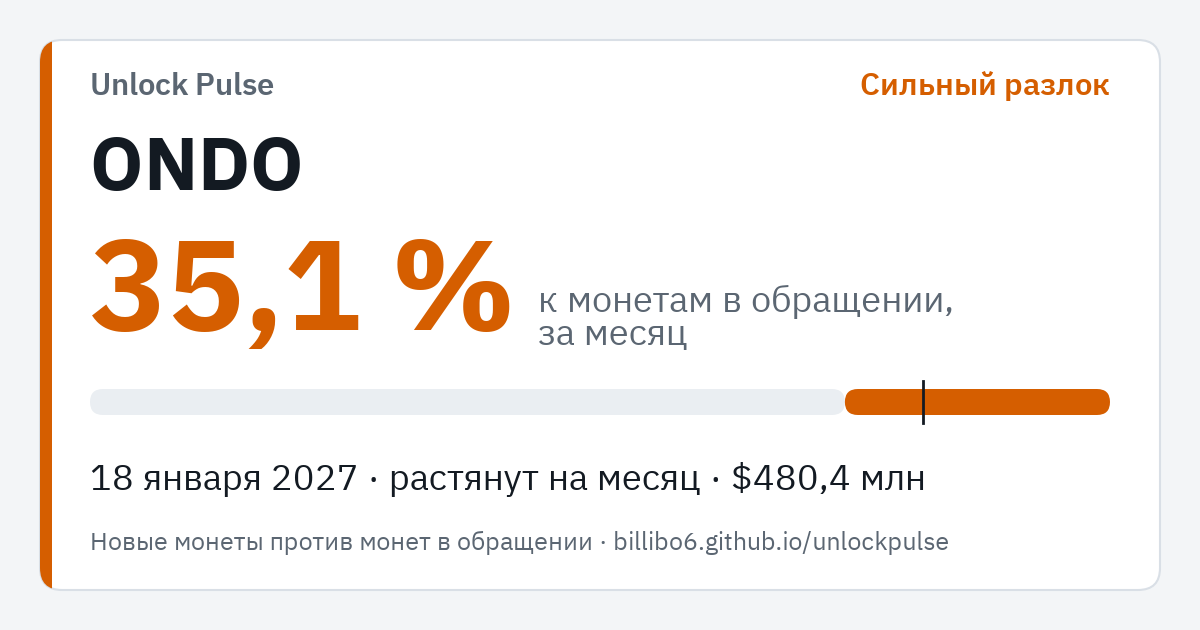 Unlock Pulse
Сильный разлок
ONDO
35,1 %
к монетам в обращении,
за месяц
18 января 2027 · растянут на месяц · $480,4 млн
Новые монеты против монет в обращении · billibo6.github.io/unlockpulse